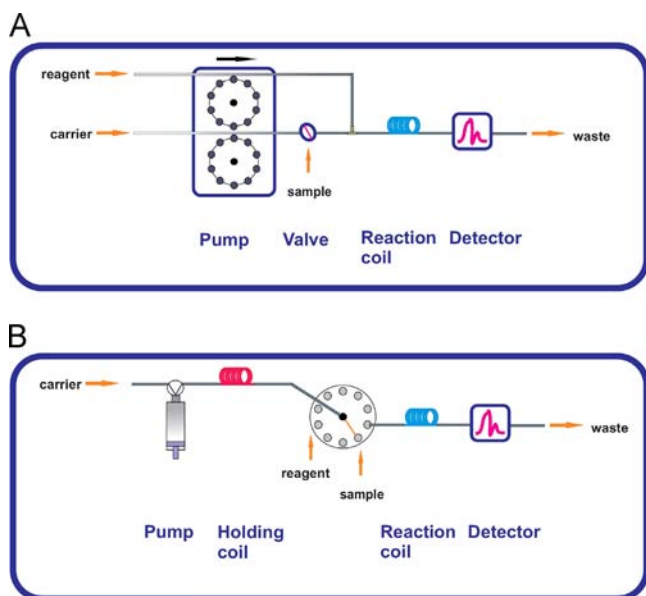 A
reagent
carrier
waste
sample
Pump
Valve
Reaction
coil
Detector
B
carrier
waste
reagent
sample
Pump
Holding
coil
Reaction
coil
Detector